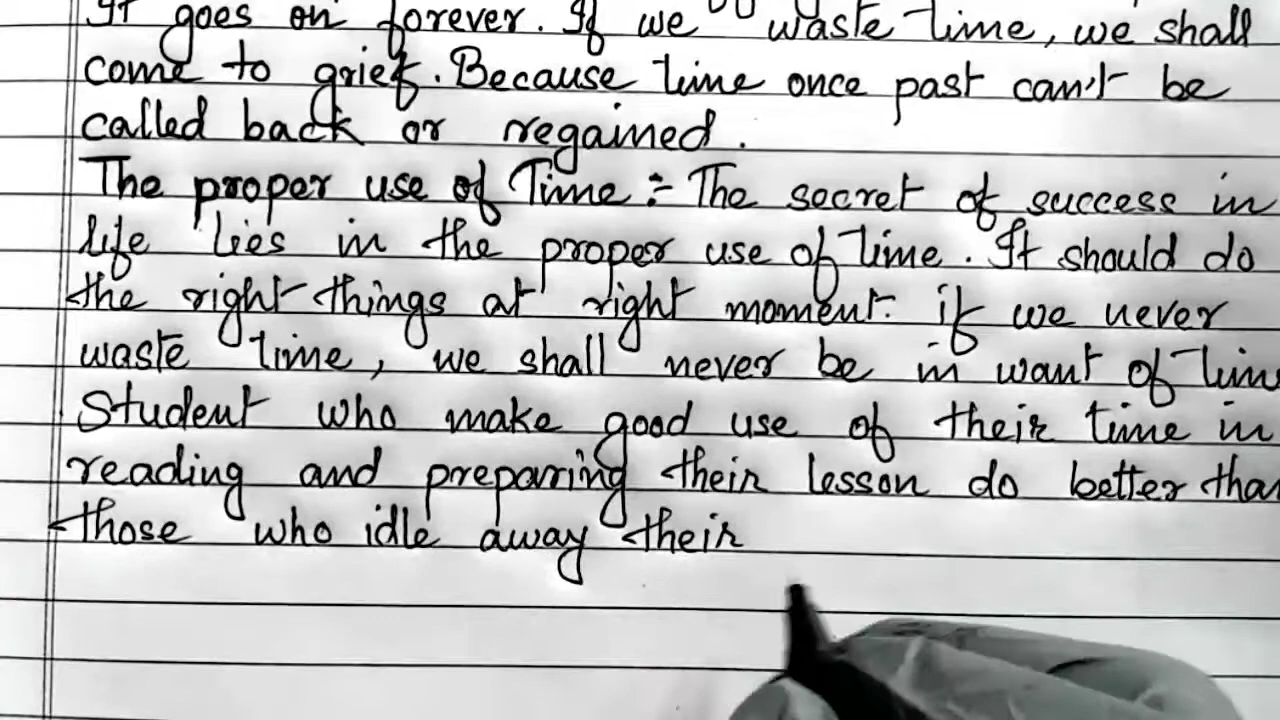 It goes on forever. If we waste time, we shall
come to grief. Because time once past can't be
called back or regained.
The proper use of Time :- The secret of success in
life lies in the proper use of time. It should do
the right things at right moment. if we never
waste time, we shall never be in want of tim
Student who make good use of their time in
reading and preparing their lesson do better than
those who idle away their